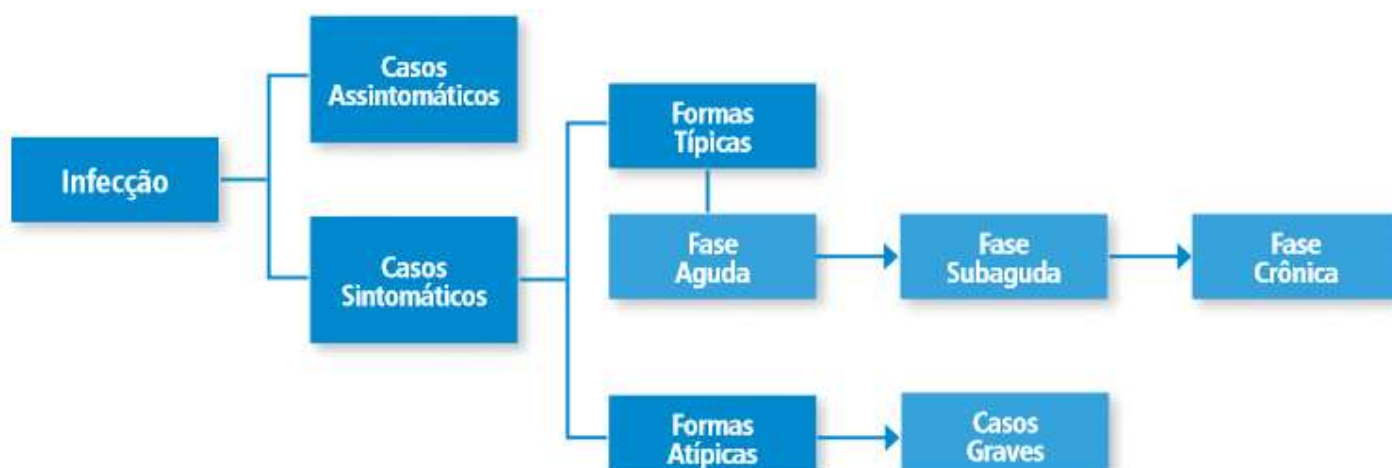 Infecção
Casos
Assintomáticos
Casos
Sintomáticos
Formas
Típicas
Fase
Aguda
Fase
Subaguda
Fase
Crônica
Formas
Atípicas
Casos
Graves